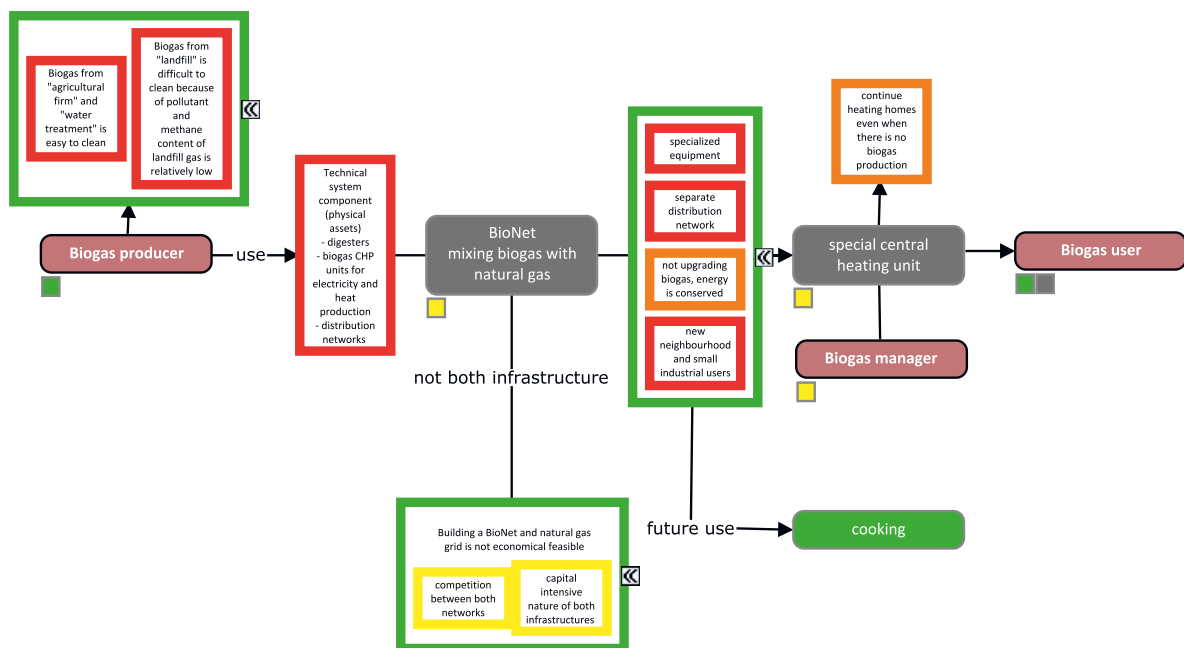 Biogas from
"agricultural
firm" and
"water
treatment" is
easy to clean
Biogas from
"landfill" is
difficult to
clean because
of pollutant
and
methane
content of
landfill gas is
relatively low
Biogas producer
use
Technical
system
component
(physical
assets)
- digesters
- biogas CHP
units for
electricity and
heat
production
- distribution
networks
BioNet
mixing biogas with
natural gas
not both infrastructure
Building a BioNet and natural gas
grid is not economical feasible
competition
between both
networks
capital
intensive
nature of both
infrastructures
specialized
equipment
separate
distribution
network
not upgrading
biogas, energy
is conserved
new
neighbourhood
and small
industrial users
future use
cooking
continue
heating homes
even when
there is no
biogas
production
special central
heating unit
Biogas manager
Biogas user